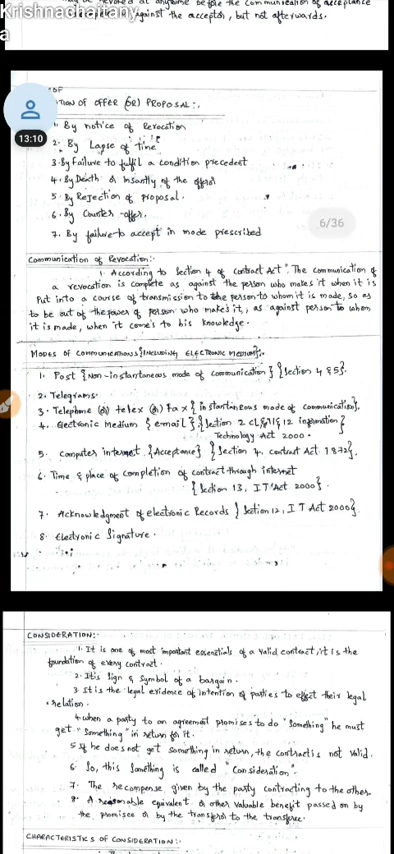 be revoked at anytime before the communication of acceptance
Krishnachaitany
against the acceptor, but not afterwards.
a
OF
TION OF OFFER (OR) PROPOSAL:.
1. By notice of Revocation
13:10
2. By Lapse of time
3. By Failure to fulfil a condition precedent
4. By Death & Insanity of the offeror
5. By Rejection of proposal.
6. By Counter-offer.
6/36
7. By failure to accept in mode prescribed
Communication of Revocation:-
1. According to Section 4 of contract Act "The communication of
a revocation is complete as against the person who makes it when it is
Put into a course of transmission to the person to whom it is made, so as
to be out of the power of person who makes it, as against person to whom
it is made, when it comes to his knowledge.
MODES OF COMMUNICATIONS {INCLUDING ELECTRONIC MEDIUM}:.
1. Post {Non-instantaneous mode of communication} {Section 4 & 5}.
2. Telegrams.
3. Telephone (or) telex (or) Fax {instantaneous mode of communication}.
4. Electronic Medium {e-mail} {Section 2 11 & 12 information}
Technology Act 2000.
5. Computer internet {Acceptance} {Section 4, contract Act 1872}.
6. Time & place of completion of contract through internet
{Section 13, IT Act 2000}.
7. Acknowledgment of electronic Records {Section 12, I T Act 2000}.
8. Electronic Signature.
CONSIDERATION:-
1. It is one of most important essentials of a valid contract, it is the
foundation of every contract.
2. It is Sign & Symbol of a bargain.
3. It is the legal evidence of intention of parties to effect their legal
relation.
4. when a party to an agreement promises to do "Something" he must
get "Something" in return for it.
5. If he does not get something in return, the contract is not valid.
6. So, this Something is called "Consideration".
7. The recompense given by the party contracting to the other.
8. A reasonable equivalent & other valuable benefit passed on by
the promisor or by the transferor to the transferee.
CHARACTERISTICS OF CONSIDERATION:-